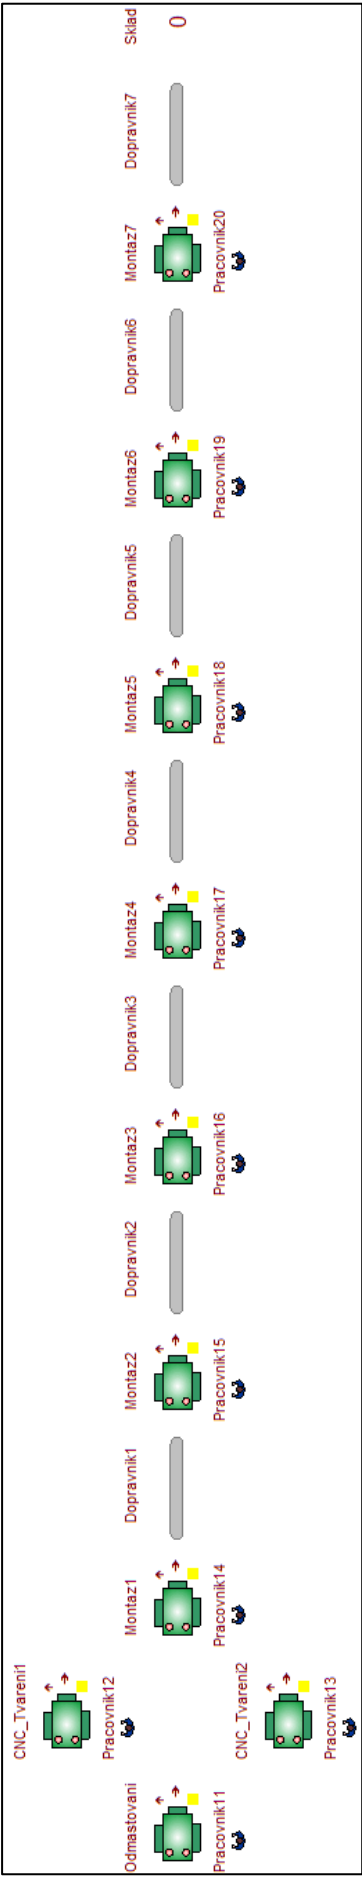 Odmastovani
Pracovnik11
CNC_Tvareni1
Pracovnik12
CNC_Tvareni2
Pracovnik13
Montaz1
Pracovnik14
Dopravnik1
Montaz2
Pracovnik15
Dopravnik2
Montaz3
Pracovnik16
Dopravnik3
Montaz4
Pracovnik17
Dopravnik4
Montaz5
Pracovnik18
Dopravnik5
Montaz6
Pracovnik19
Dopravnik6
Montaz7
Pracovnik20
Dopravnik7
Sklad
0